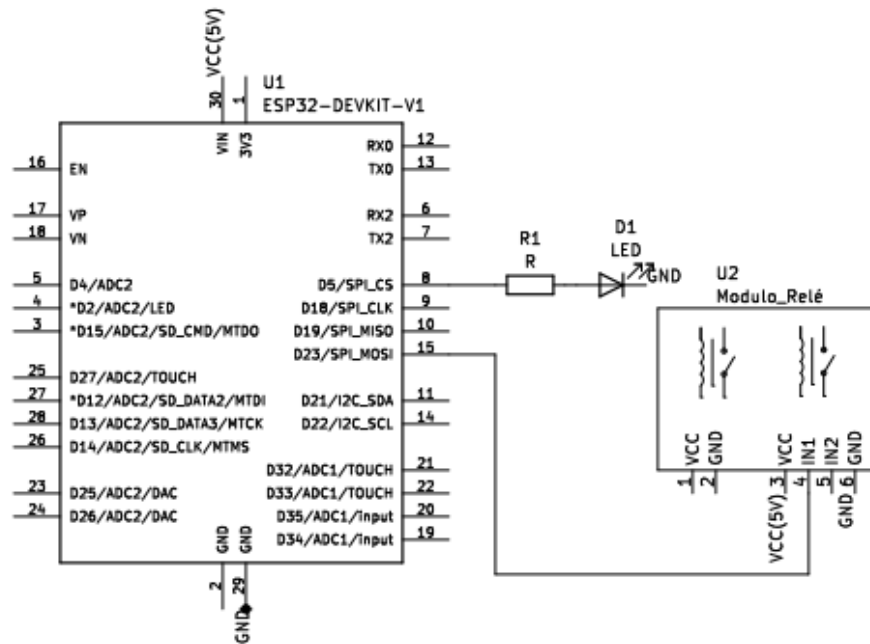 VCC(5V)
U1
ESP32-DEVKIT-V1
30
1
VIN
3V3
RX0 12
TX0 13
16 EN
17 VP
18 VN
RX2 6
TX2 7
5 D4/ADC2
4 *D2/ADC2/LED
3 *D15/ADC2/SD_CMD/MTDO
D5/SPI_CS 8
D18/SPI_CLK 9
D19/SPI_MISO 10
D23/SPI_MOSI 15
25 D27/ADC2/TOUCH
27 *D12/ADC2/SD_DATA2/MTDI
28 D13/ADC2/SD_DATA3/MTCK
26 D14/ADC2/SD_CLK/MTMS
D21/I2C_SDA 11
D22/I2C_SCL 14
D32/ADC1/TOUCH 21
D33/ADC1/TOUCH 22
D35/ADC1/input 20
D34/ADC1/input 19
23 D25/ADC2/DAC
24 D26/ADC2/DAC
GND
GND
2
29
GND
R1
R
D1
LED
GND
U2
Modulo_Relé
VCC
GND
VCC
IN1
IN2
GND
1
2
3
4
5
6
VCC(5V)
GND